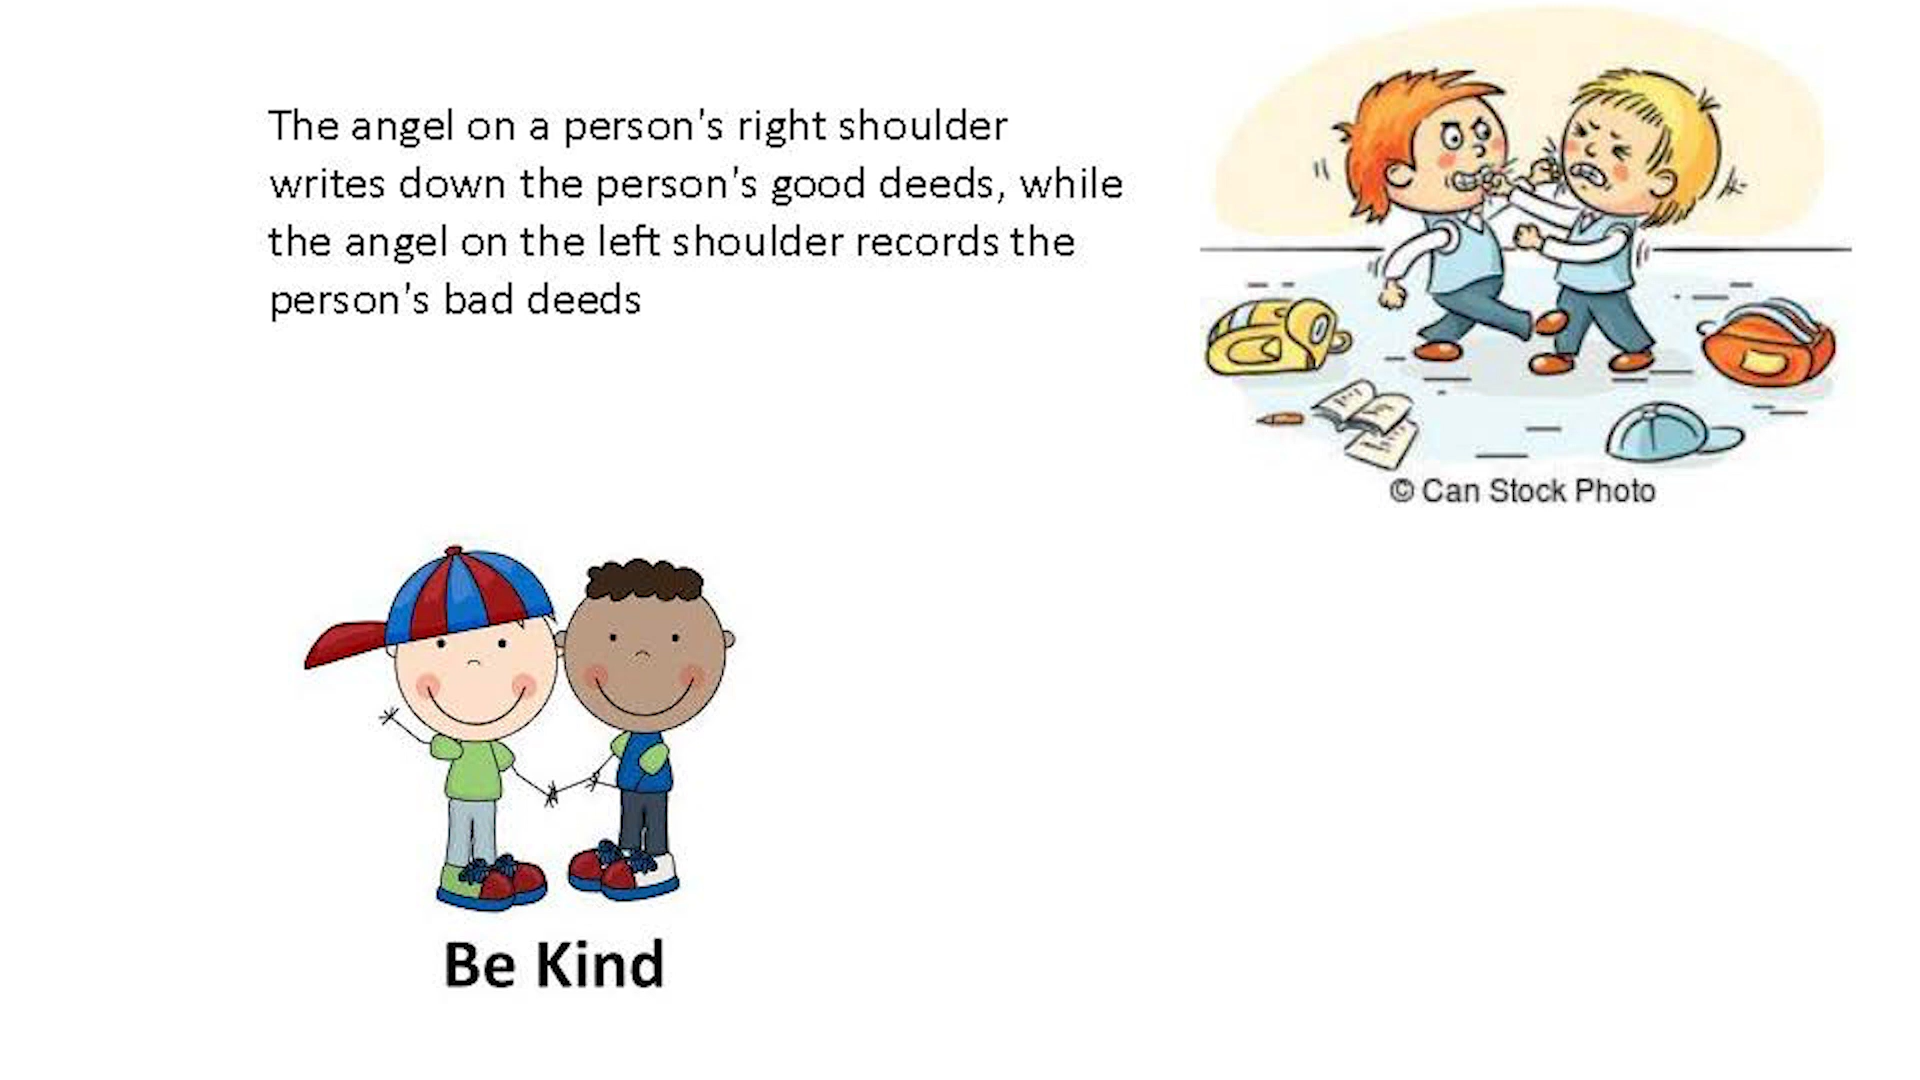 The angel on a person's right shoulder
writes down the person's good deeds, while
the angel on the left shoulder records the
person's bad deeds
© Can Stock Photo
Be Kind